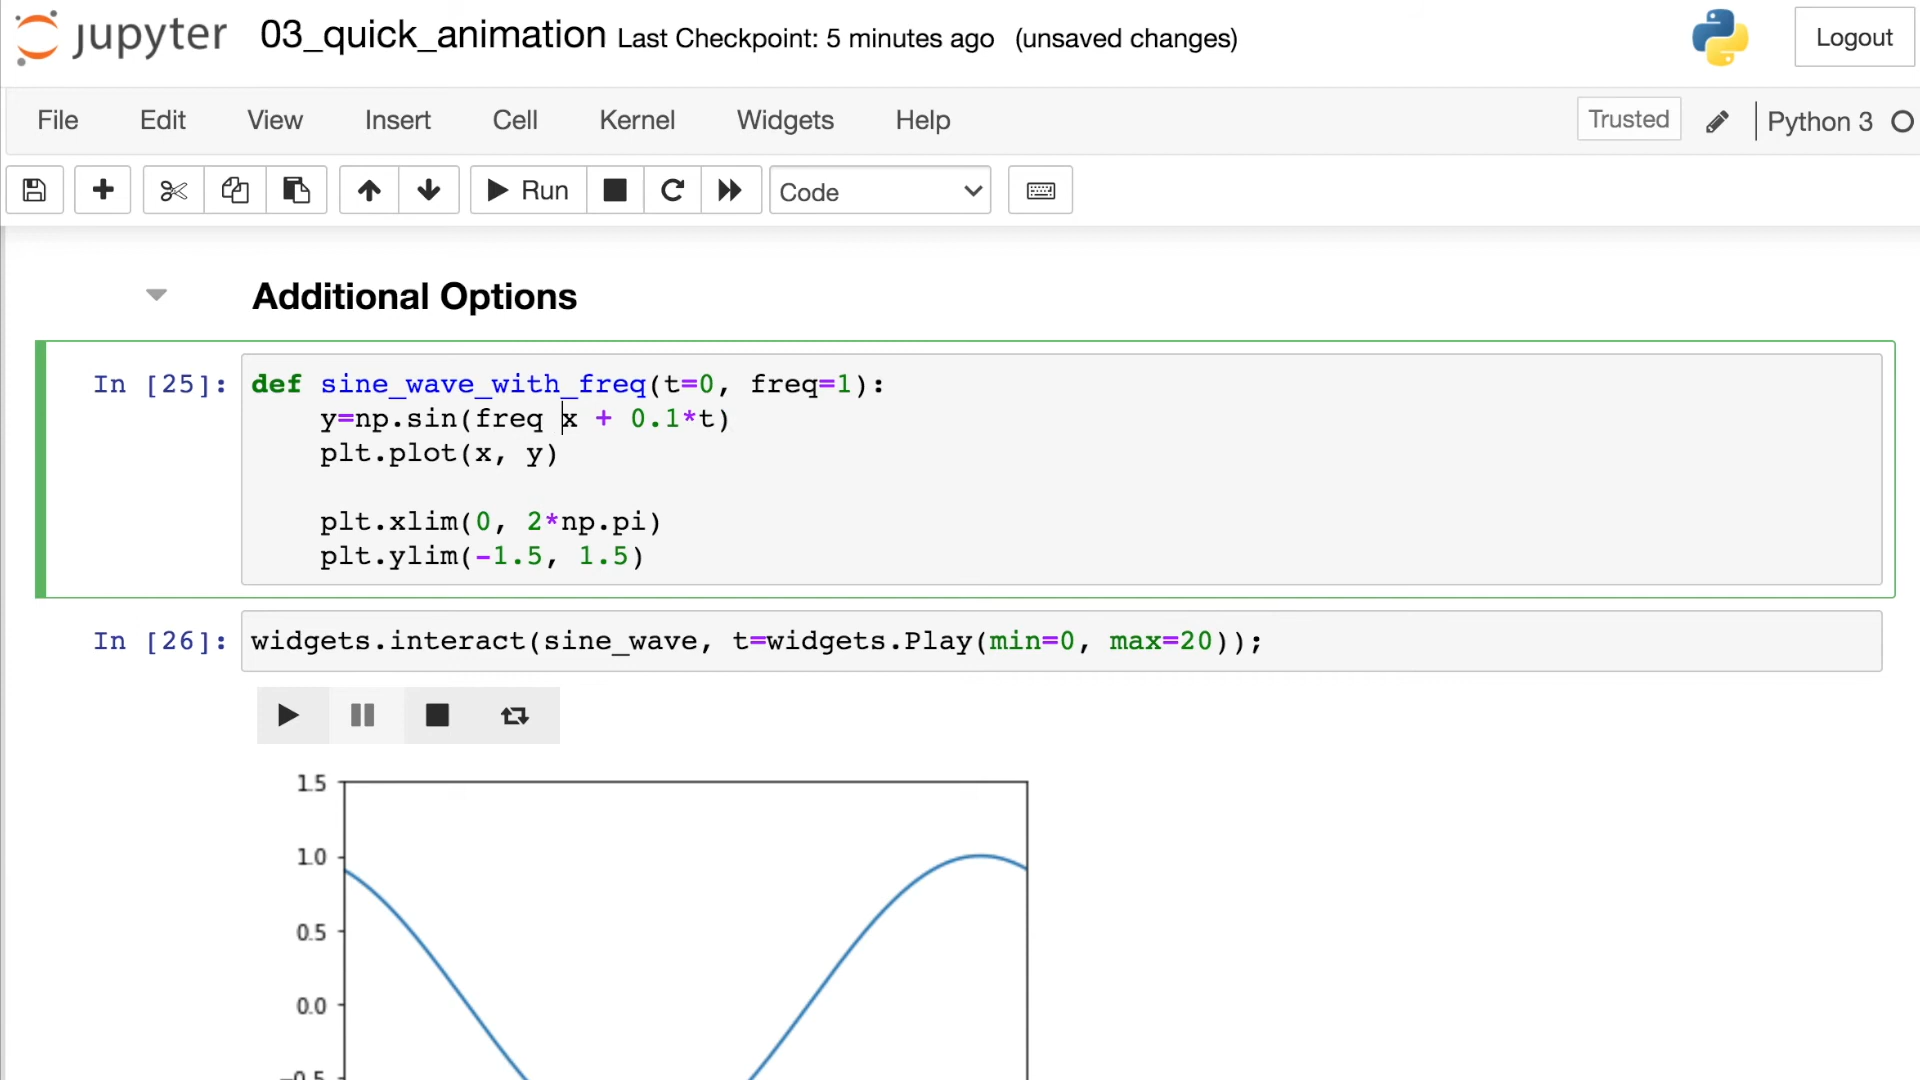 jupyter 03_quick_animation Last Checkpoint: 5 minutes ago (unsaved changes) Logout
File Edit View Insert Cell Kernel Widgets Help Trusted Python 3
Run Code
Additional Options
In [25]: def sine_wave_with_freq(t=0, freq=1):
y=np.sin(freq x + 0.1*t)
plt.plot(x, y)
plt.xlim(0, 2*np.pi)
plt.ylim(-1.5, 1.5)
In [26]: widgets.interact(sine_wave, t=widgets.Play(min=0, max=20));
1.5
1.0
0.5
0.0
-0.5